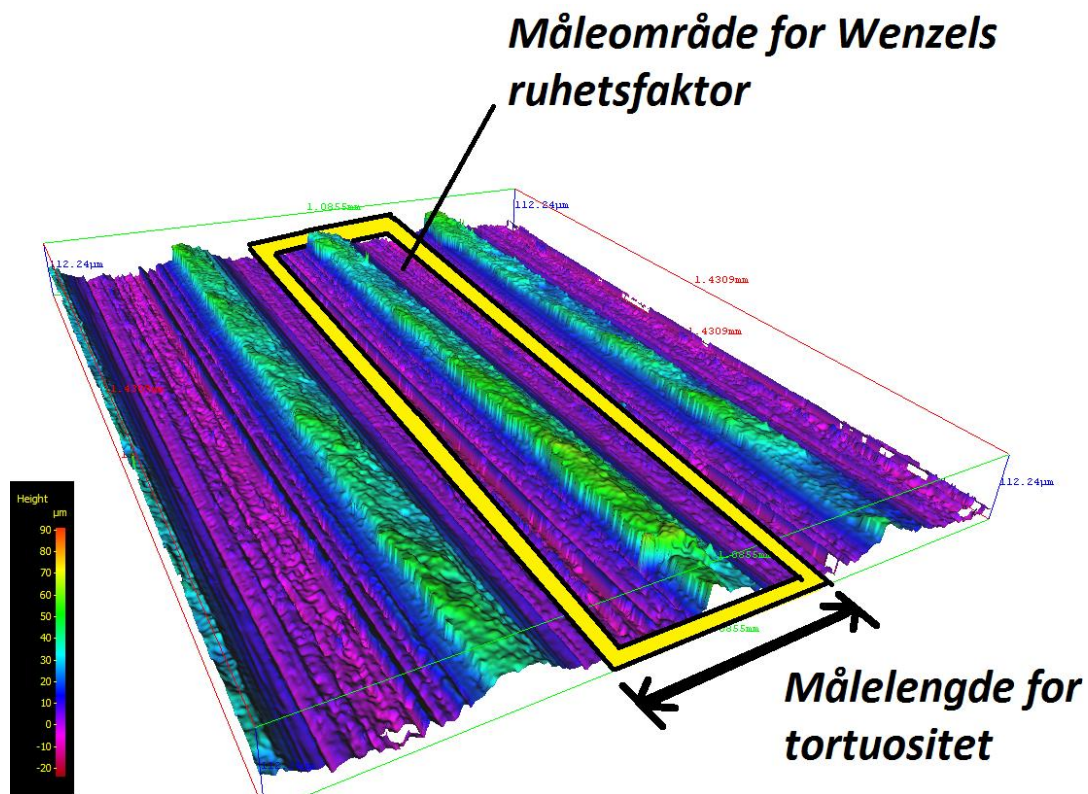 Måleområde for Wenzels
ruhetsfaktor
1.0855mm
112.24µm
112.24µm
1.4309mm
1.4309mm
112.24µm
1.0855mm
Height
µm
90
80
70
60
50
40
30
20
10
0
-10
-20
Målelengde for
tortuositet